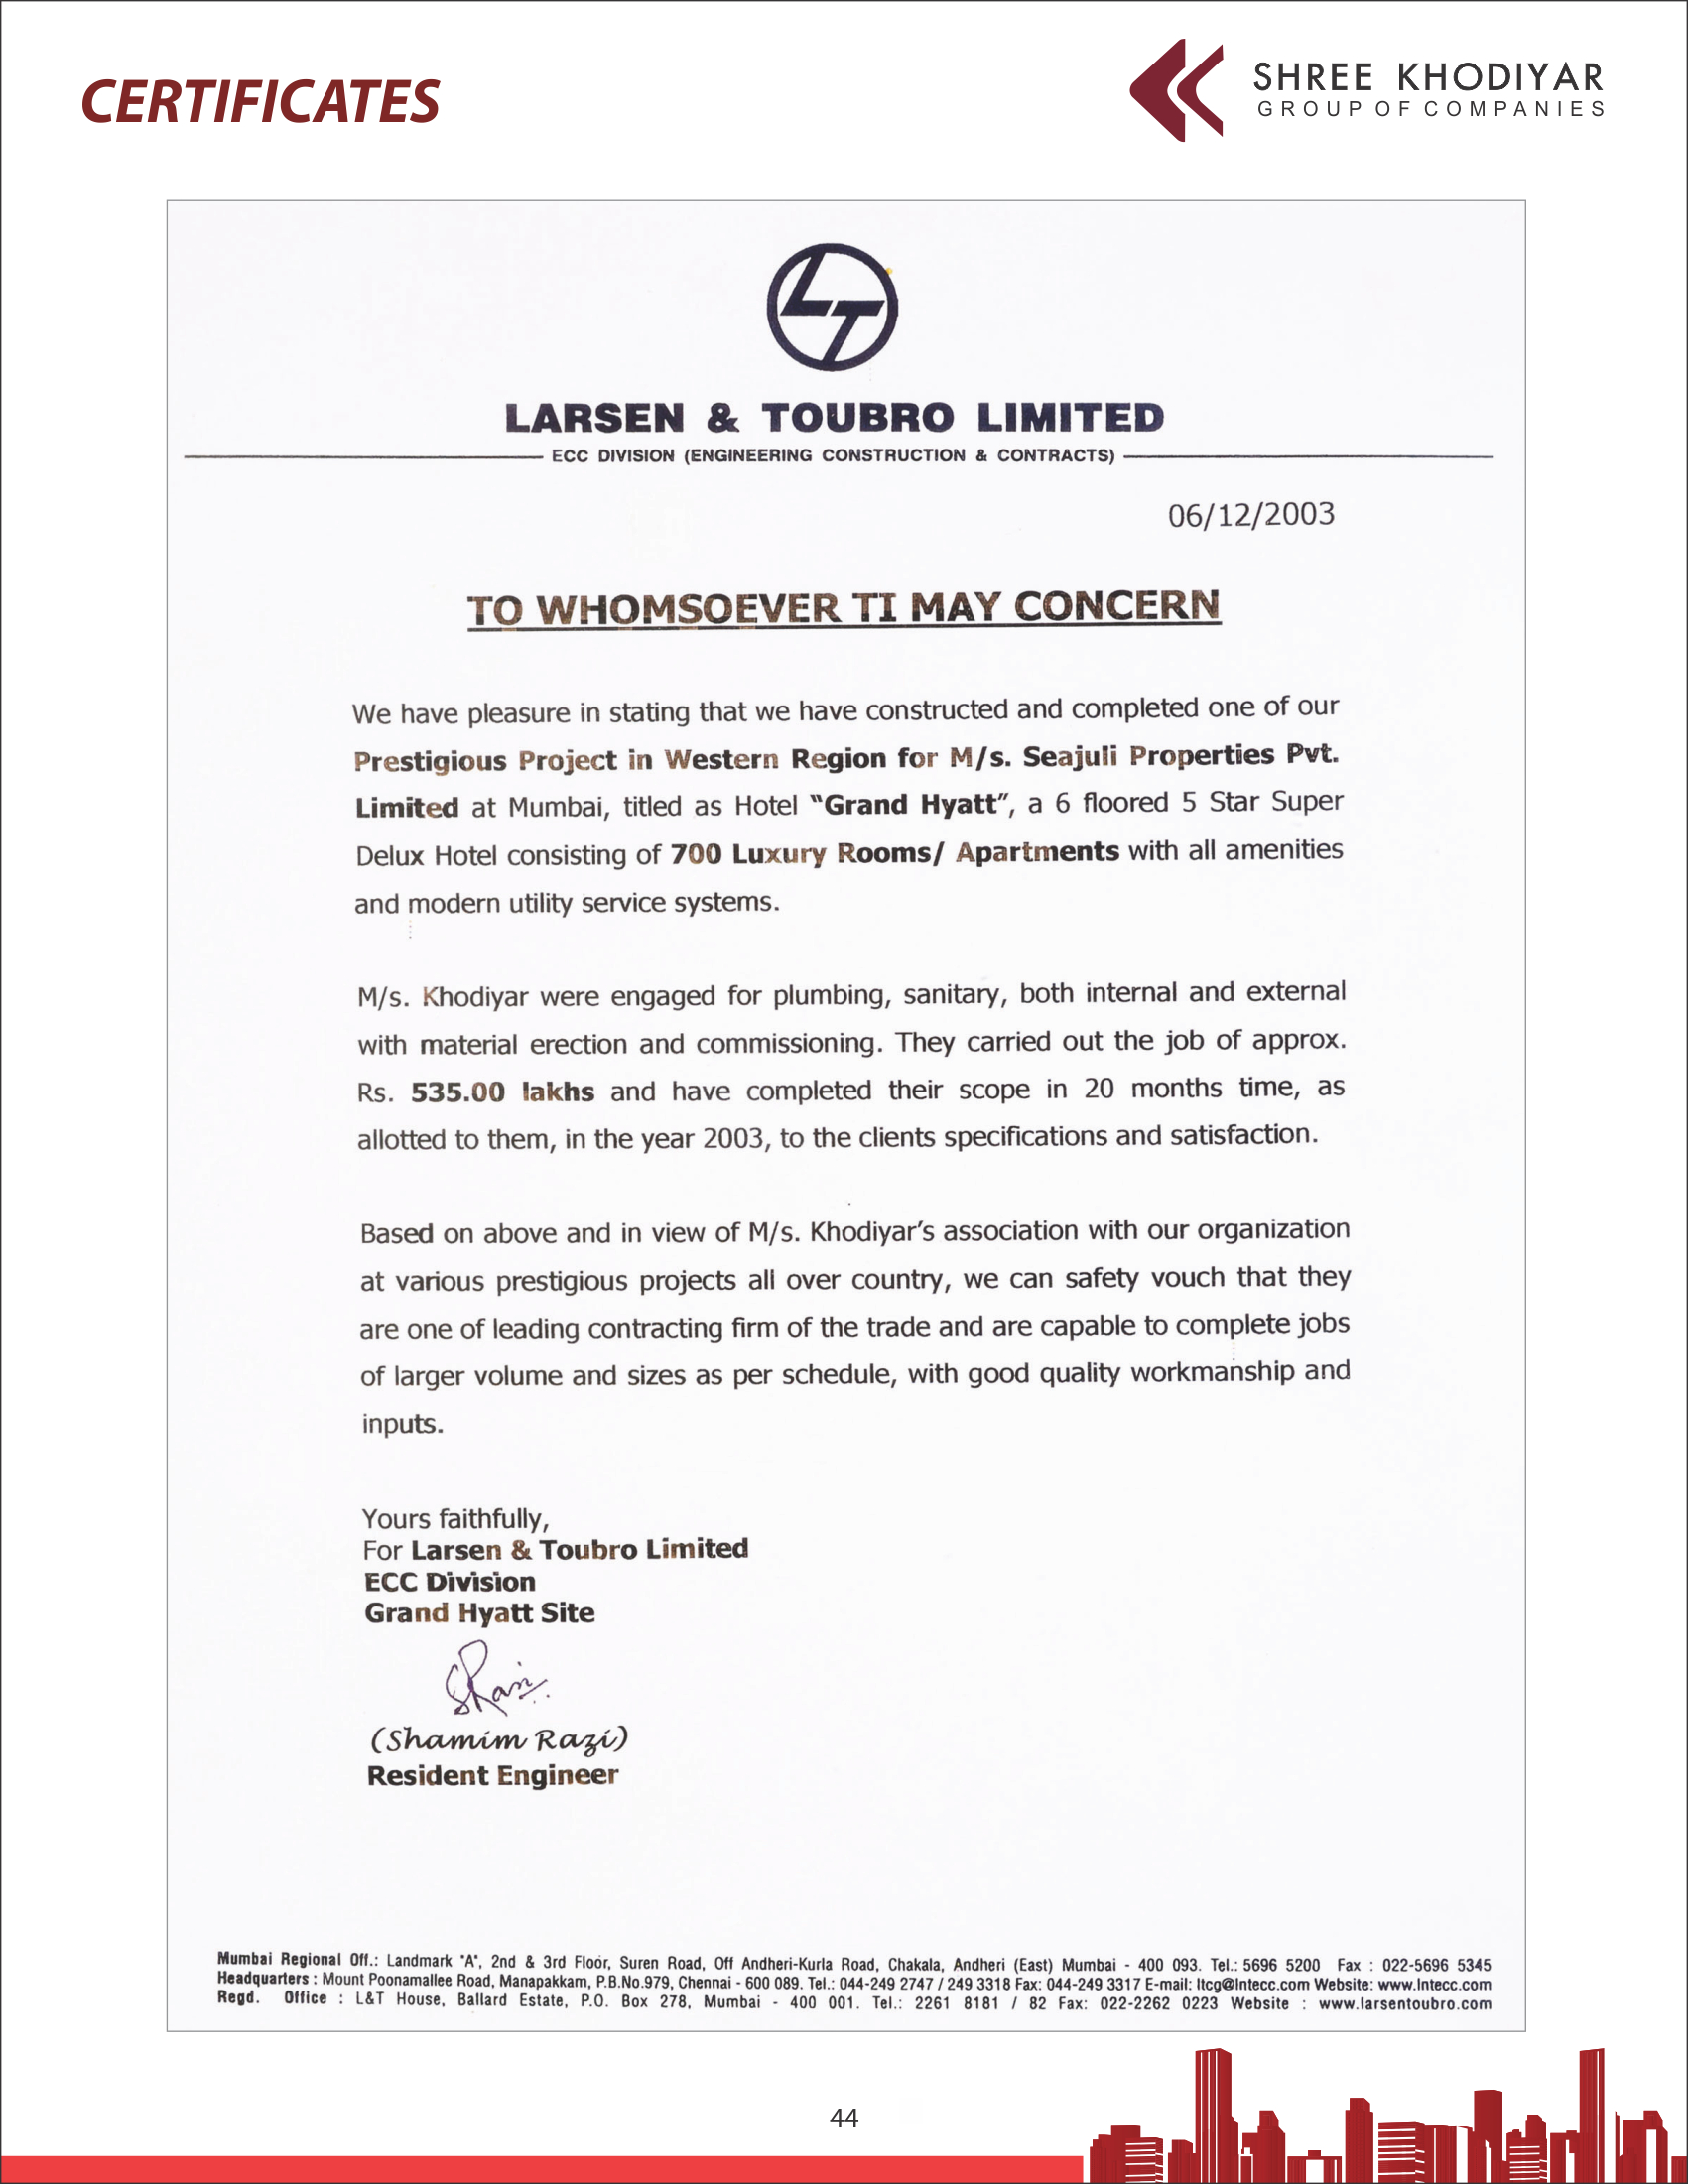 CERTIFICATES
SHREE KHODIYAR
GROUP OF COMPANIES
LT
LARSEN & TOUBRO LIMITED
ECC DIVISION (ENGINEERING CONSTRUCTION & CONTRACTS)
06/12/2003
TO WHOMSOEVER TI MAY CONCERN
We have pleasure in stating that we have constructed and completed one of our
Prestigious Project in Western Region for M/s. Seajuli Properties Pvt.
Limited at Mumbai, titled as Hotel "Grand Hyatt", a 6 floored 5 Star Super
Delux Hotel consisting of 700 Luxury Rooms/ Apartments with all amenities
and modern utility service systems.
M/s. Khodiyar were engaged for plumbing, sanitary, both internal and external
with material erection and commissioning. They carried out the job of approx.
Rs. 535.00 lakhs and have completed their scope in 20 months time, as
allotted to them, in the year 2003, to the clients specifications and satisfaction.
Based on above and in view of M/s. Khodiyar's association with our organization
at various prestigious projects all over country, we can safety vouch that they
are one of leading contracting firm of the trade and are capable to complete jobs
of larger volume and sizes as per schedule, with good quality workmanship and
inputs.
Yours faithfully,
For Larsen & Toubro Limited
ECC Division
Grand Hyatt Site
(Shamim Razi)
Resident Engineer
Mumbai Regional Off.: Landmark "A", 2nd & 3rd Floor, Suren Road, Off Andheri-Kurla Road, Chakala, Andheri (East) Mumbai - 400 093. Tel.: 5696 5200 Fax : 022-5696 5345
Headquarters : Mount Poonamallee Road, Manapakkam, P.B.No.979, Chennai - 600 089. Tel.: 044-249 2747 / 249 3318 Fax: 044-249 3317 E-mail: ltcg@lntecc.com Website: www.lntecc.com
Regd. Office : L&T House, Ballard Estate, P.O. Box 278, Mumbai - 400 001. Tel.: 2261 8181 / 82 Fax: 022-2262 0223 Website : www.larsentoubro.com
44